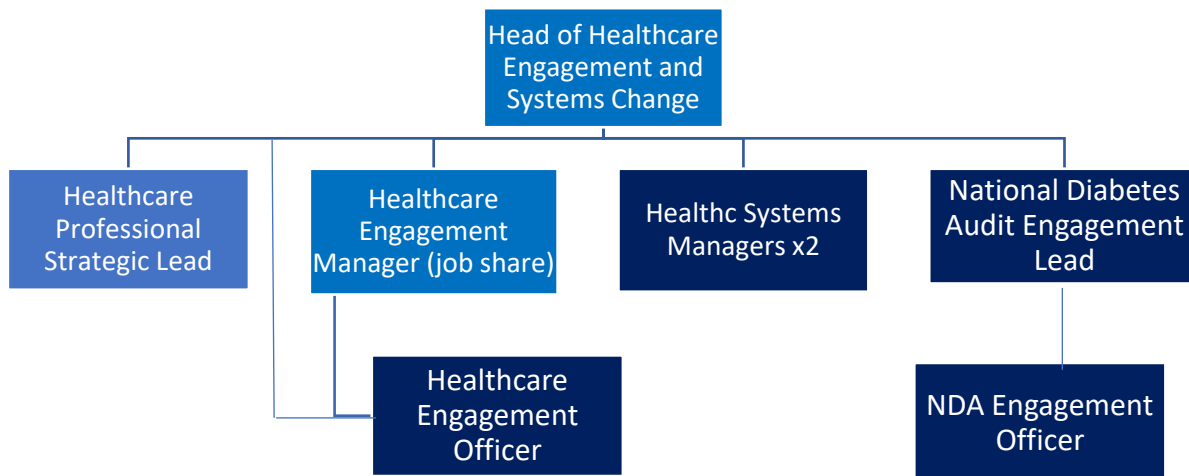 Head of Healthcare
Engagement and
Systems Change
Healthcare
Professional
Strategic Lead
Healthcare
Engagement
Manager (job share)
Healthc Systems
Managers x2
National Diabetes
Audit Engagement
Lead
Healthcare
Engagement
Officer
NDA Engagement
Officer